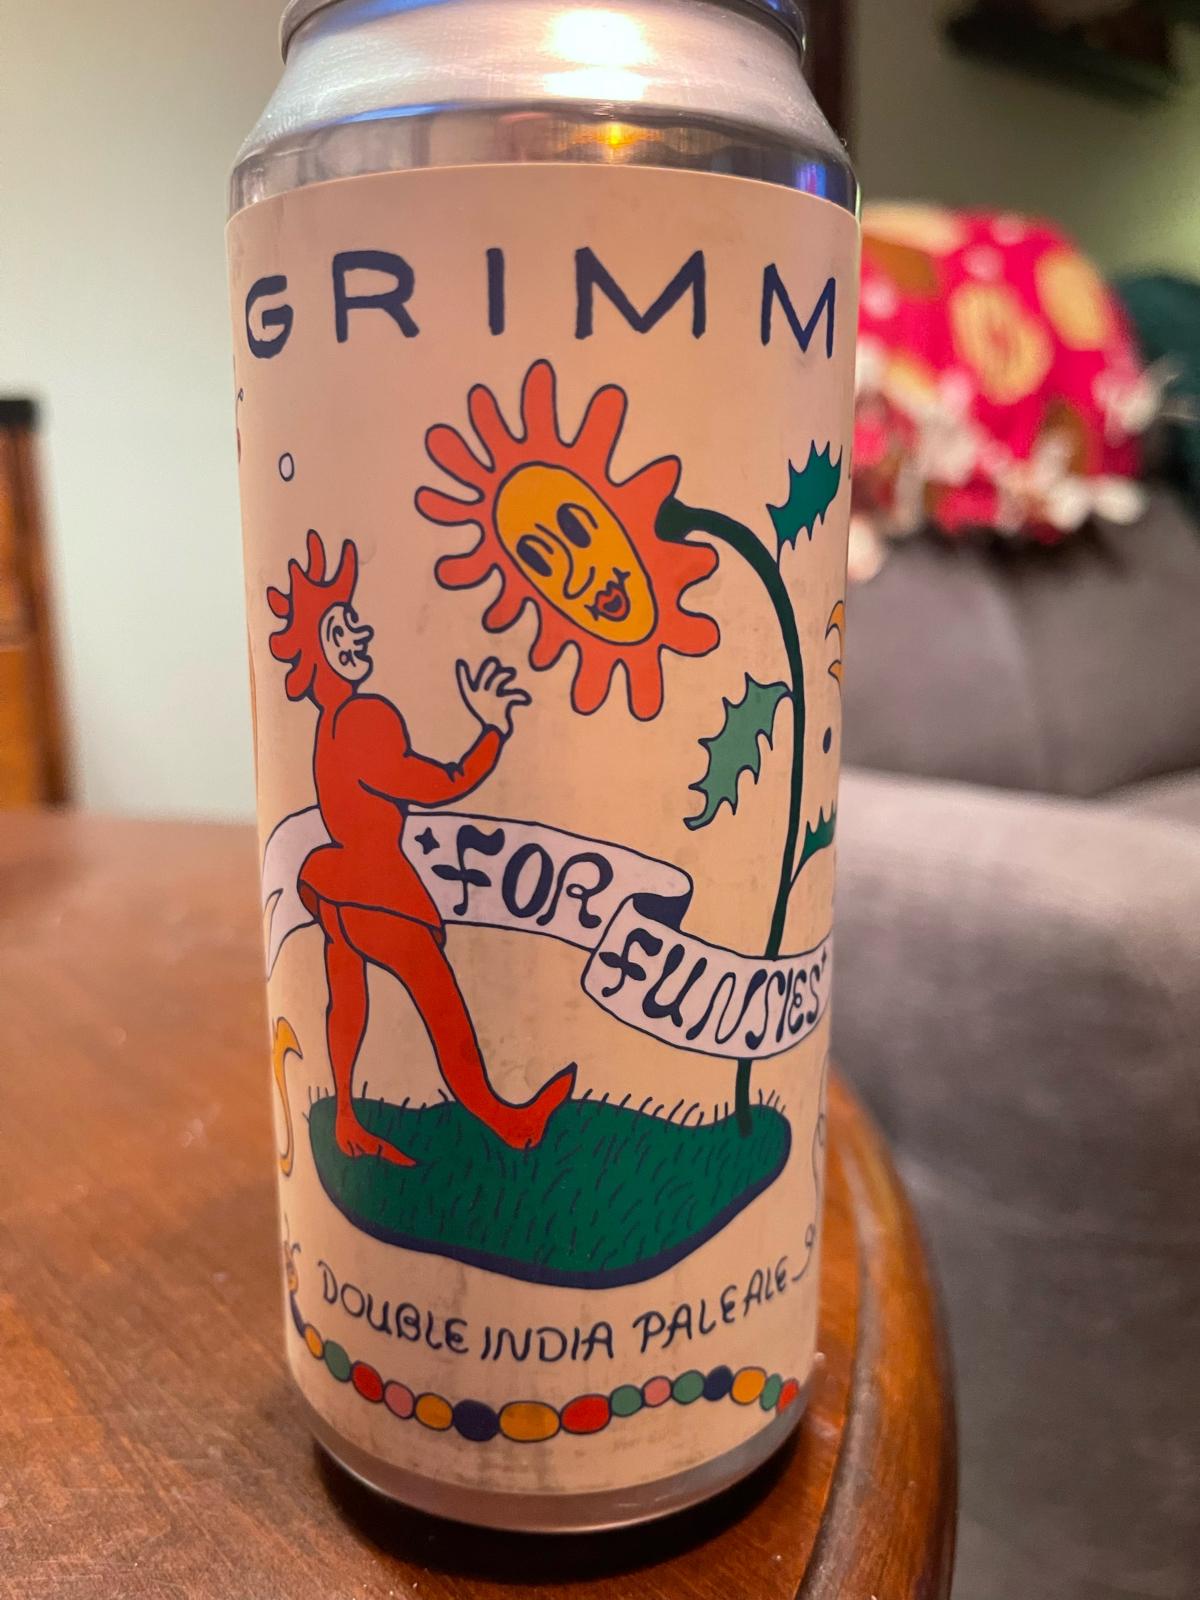 GRIMM
FOR
FUNSIES
DOUBLE INDIA PALE ALE